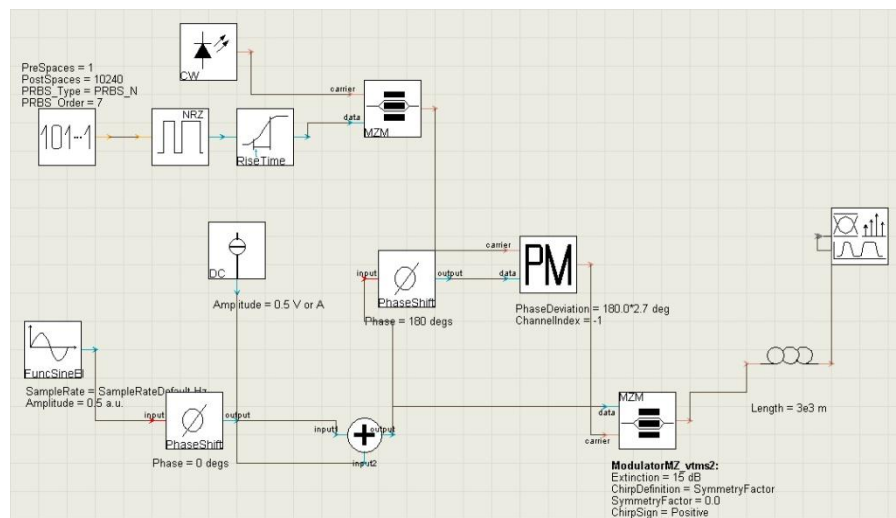 CW
PreSpaces = 1
PostSpaces = 10240
PRBS_Type = PRBS_N
PRBS_Order = 7
101...1
NRZ
RiseTime
t
carrier
data
MZM
DC
Amplitude = 0.5 V or A
input
output
PhaseShift
Phase = 180 degs
carrier
data
PM
PhaseDeviation = 180.0*2.7 deg
ChannelIndex = -1
FuncSineEl
SampleRate = SampleRateDefault Hz
Amplitude = 0.5 a.u.
input
output
PhaseShift
Phase = 0 degs
input1
output
input2
MZM
data
carrier
Length = 3e3 m
ModulatorMZ_vtms2:
Extinction = 15 dB
ChirpDefinition = SymmetryFactor
SymmetryFactor = 0.0
ChirpSign = Positive